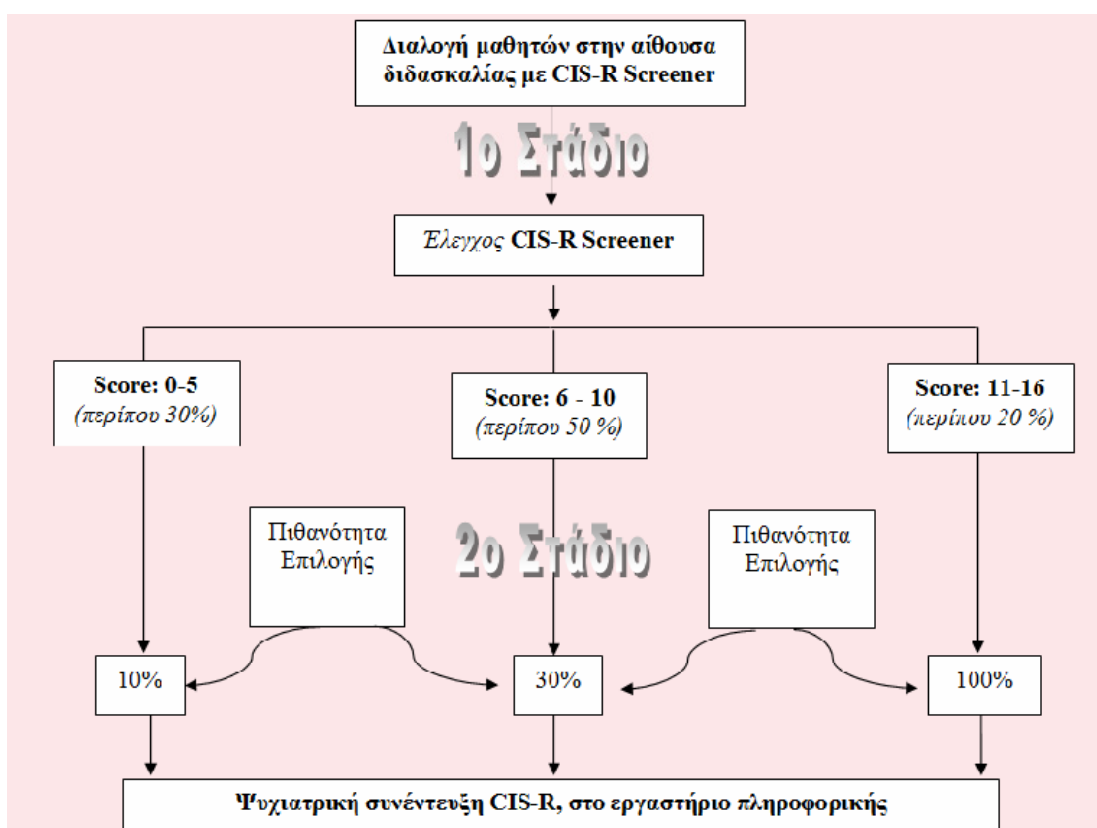 Διαλογή μαθητών στην αίθουσα
διδασκαλίας με CIS-R Screener
1ο Στάδιο
Έλεγχος CIS-R Screener
Score: 0-5
(περίπου 30%)
Score: 6 - 10
(περίπου 50 %)
Score: 11-16
(περίπου 20 %)
Πιθανότητα
Επιλογής
2ο Στάδιο
Πιθανότητα
Επιλογής
10%
30%
100%
Ψυχιατρική συνέντευξη CIS-R, στο εργαστήριο πληροφορικής